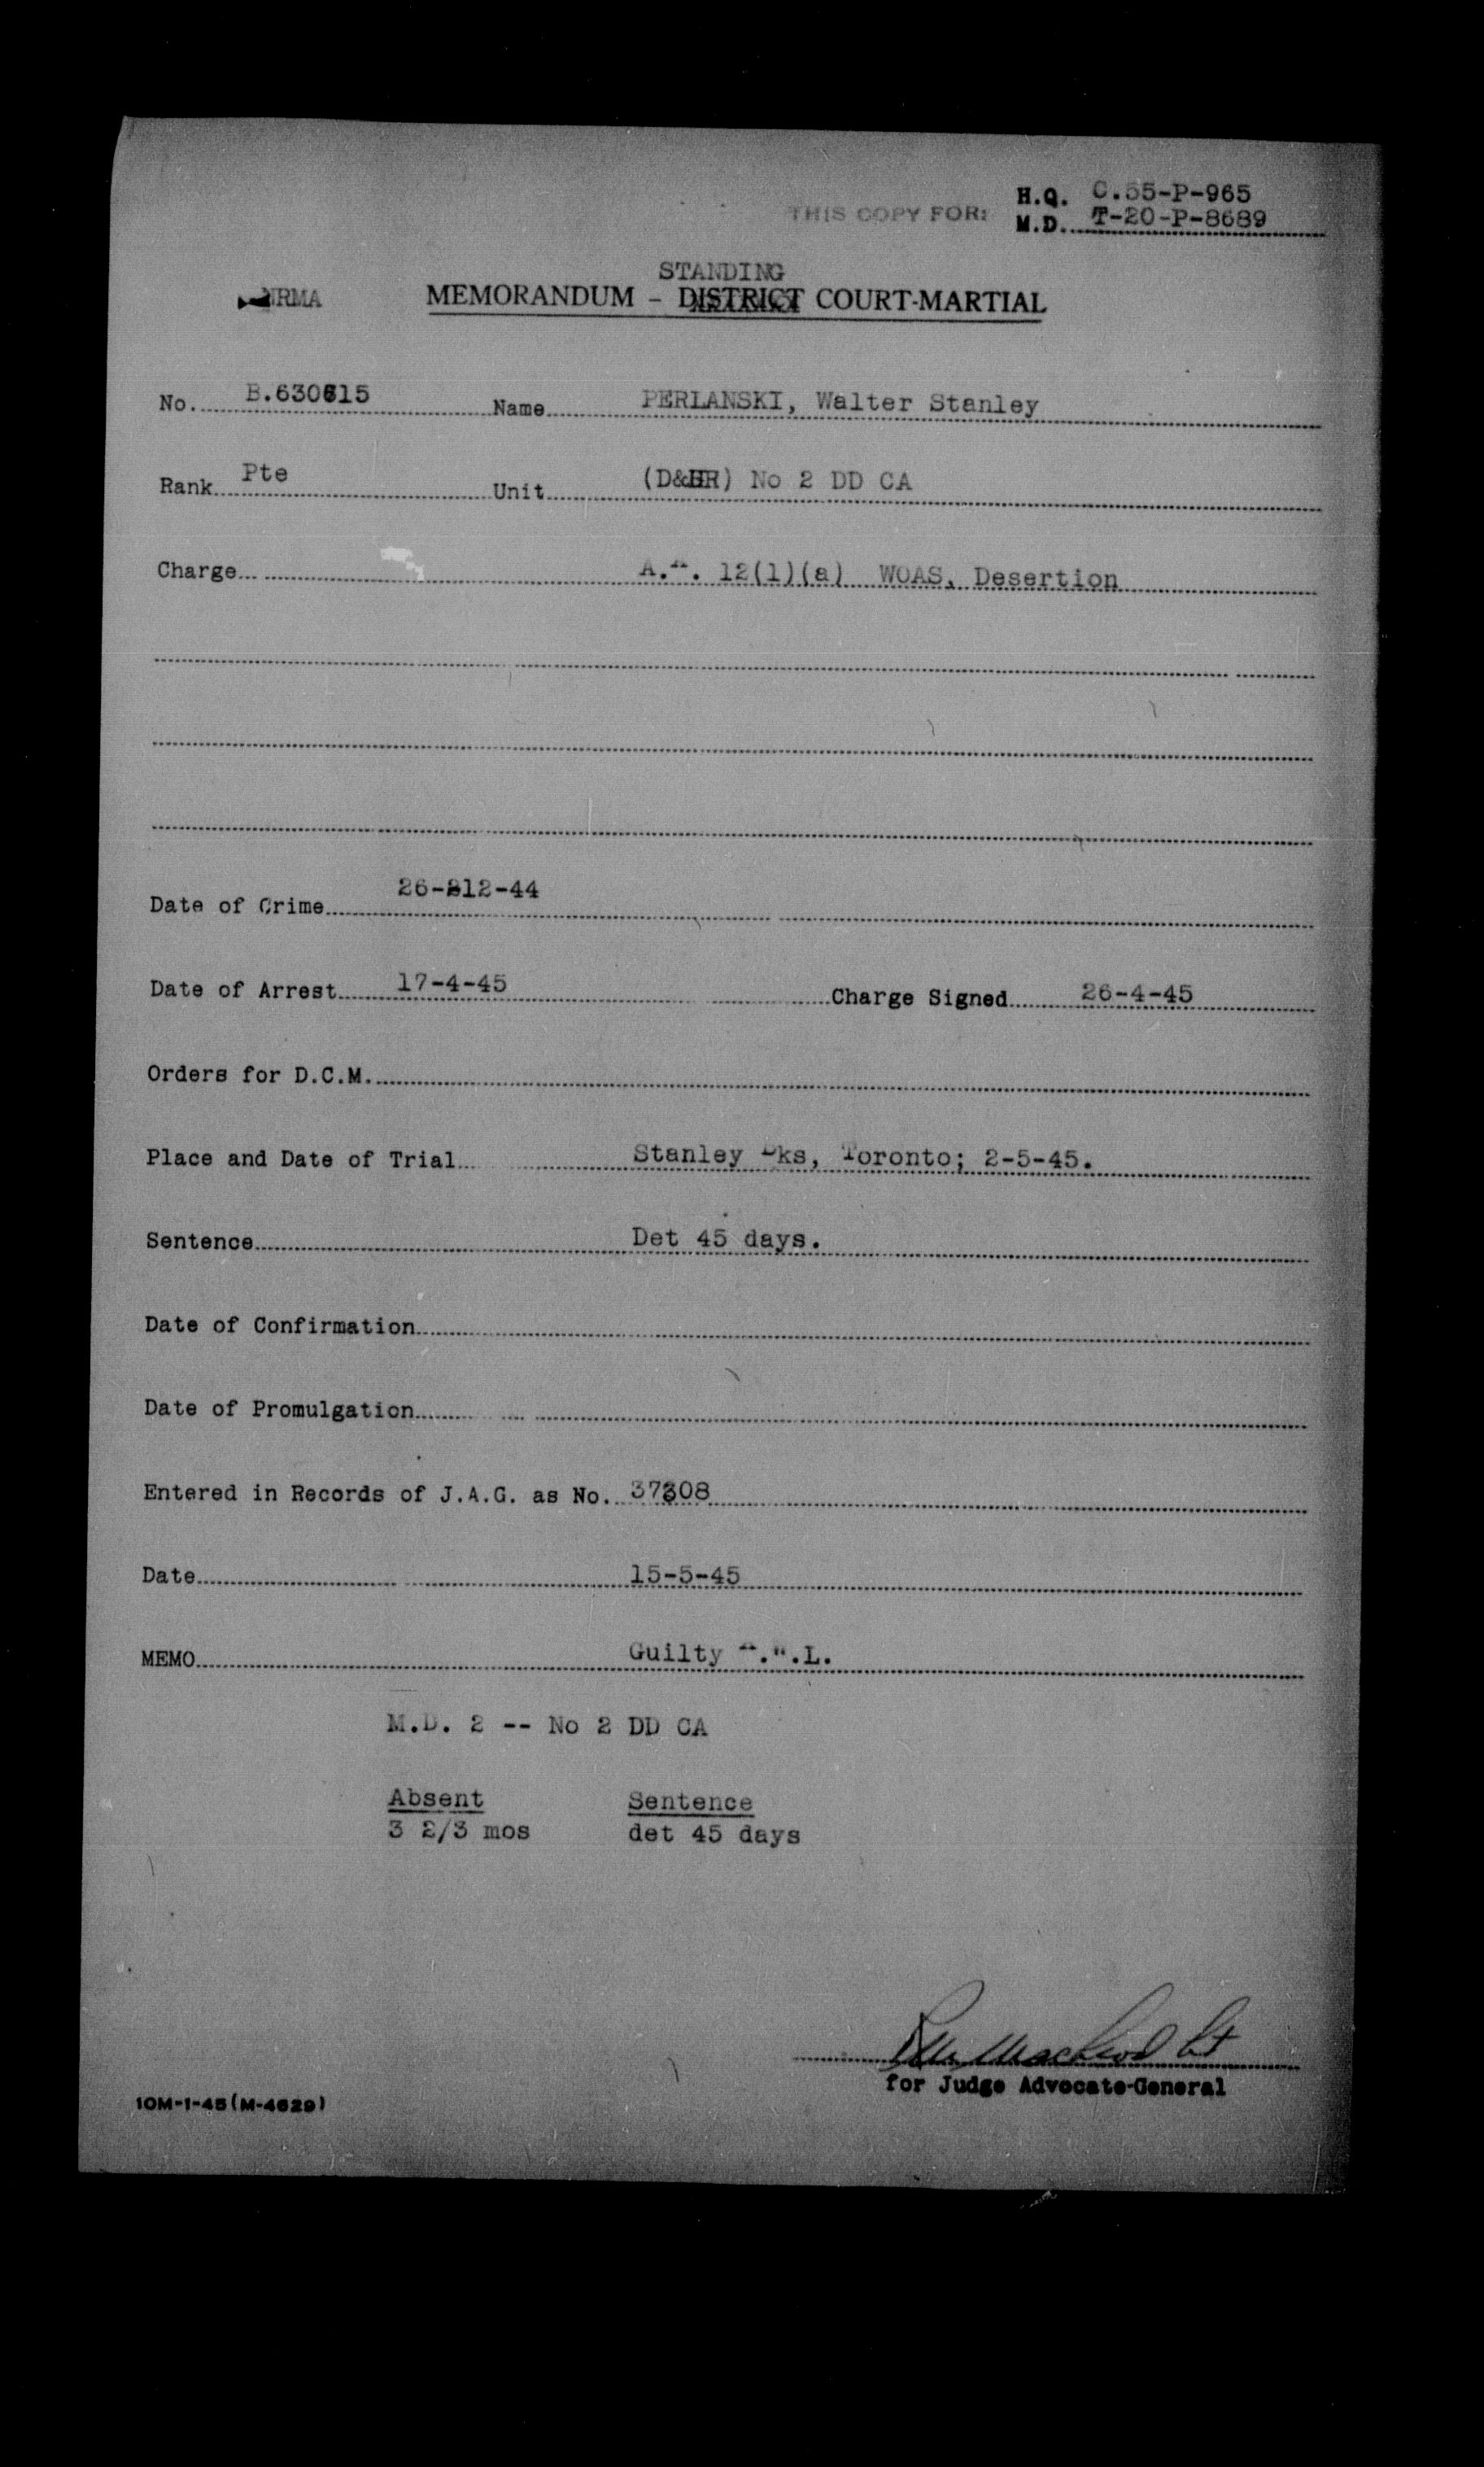 THIS COPY FOR: H.Q. C.55-P-965
M.D. T-20-P-8689
STANDING
NRMA MEMORANDUM - DISTRICT COURT-MARTIAL
No. B.630615 Name PERLANSKI, Walter Stanley
Rank Pte Unit (D&HR) No 2 DD CA
Charge A.A. 12(1)(a) WOAS, Desertion
Date of Crime 26-12-44
Date of Arrest 17-4-45 Charge Signed 26-4-45
Orders for D.C.M.
Place and Date of Trial Stanley Bks, Toronto; 2-5-45.
Sentence Det 45 days.
Date of Confirmation
Date of Promulgation
Entered in Records of J.A.G. as No. 37308
Date 15-5-45
MEMO Guilty A.W.L.
M.D. 2 -- No 2 DD CA
Absent Sentence
3 2/3 mos det 45 days
MacLeod Lt
for Judge Advocate-General
10M-1-45 (M-4629)